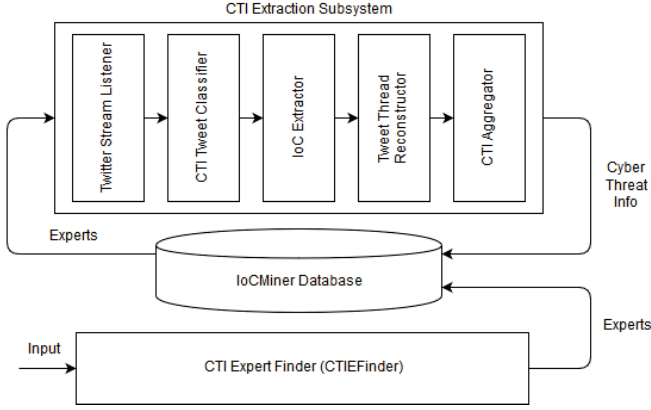 CTI Extraction Subsystem
Twitter Stream Listener
CTI Tweet Classifier
IoC Extractor
Tweet Thread
Reconstructor
CTI Aggregator
Cyber
Threat
Info
Experts
IoCMiner Database
Experts
Input
CTI Expert Finder (CTIEFinder)